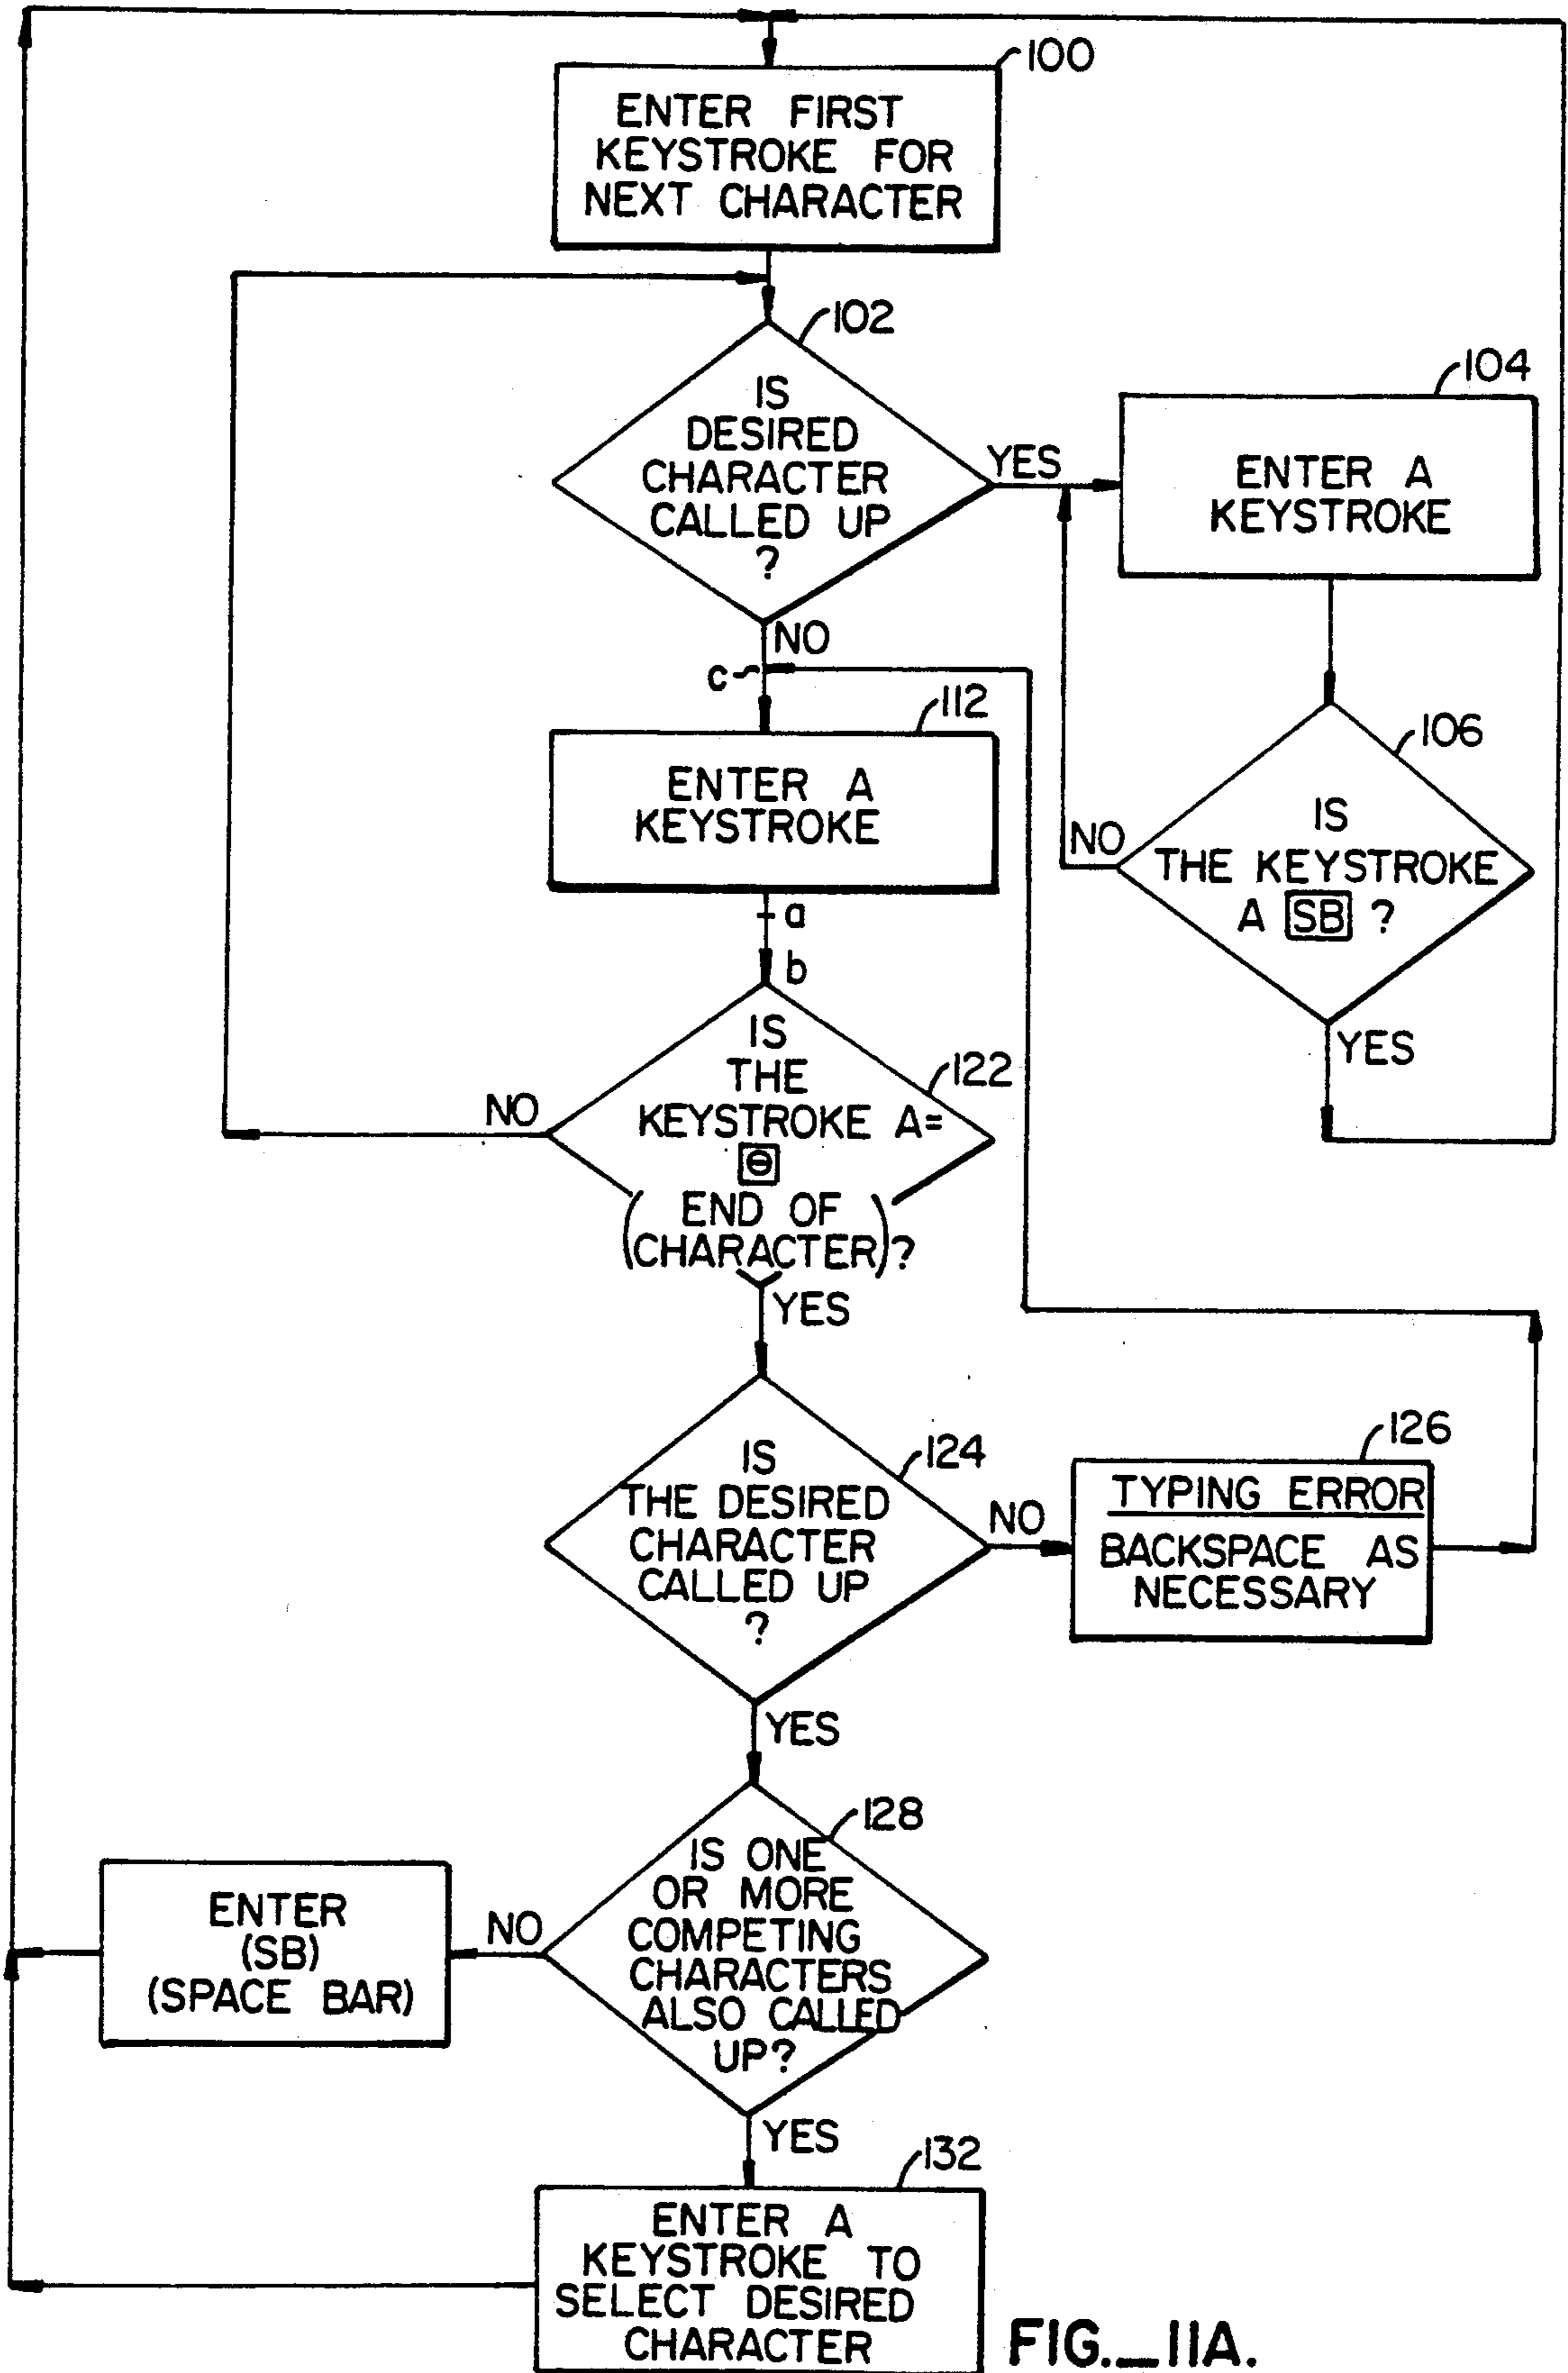 100
ENTER FIRST
KEYSTROKE FOR
NEXT CHARACTER
102
IS
DESIRED
CHARACTER
CALLED UP
?
YES
NO
104
ENTER A
KEYSTROKE
106
IS
THE KEYSTROKE
A SB ?
NO
YES
c
112
ENTER A
KEYSTROKE
a
b
122
IS
THE
KEYSTROKE A=
⊖
(END OF
CHARACTER)?
NO
YES
124
IS
THE DESIRED
CHARACTER
CALLED UP
?
NO
126
TYPING ERROR
BACKSPACE AS
NECESSARY
YES
128
IS ONE
OR MORE
COMPETING
CHARACTERS
ALSO CALLED
UP?
NO
ENTER
(SB)
(SPACE BAR)
YES
132
ENTER A
KEYSTROKE TO
SELECT DESIRED
CHARACTER
FIG._11A.